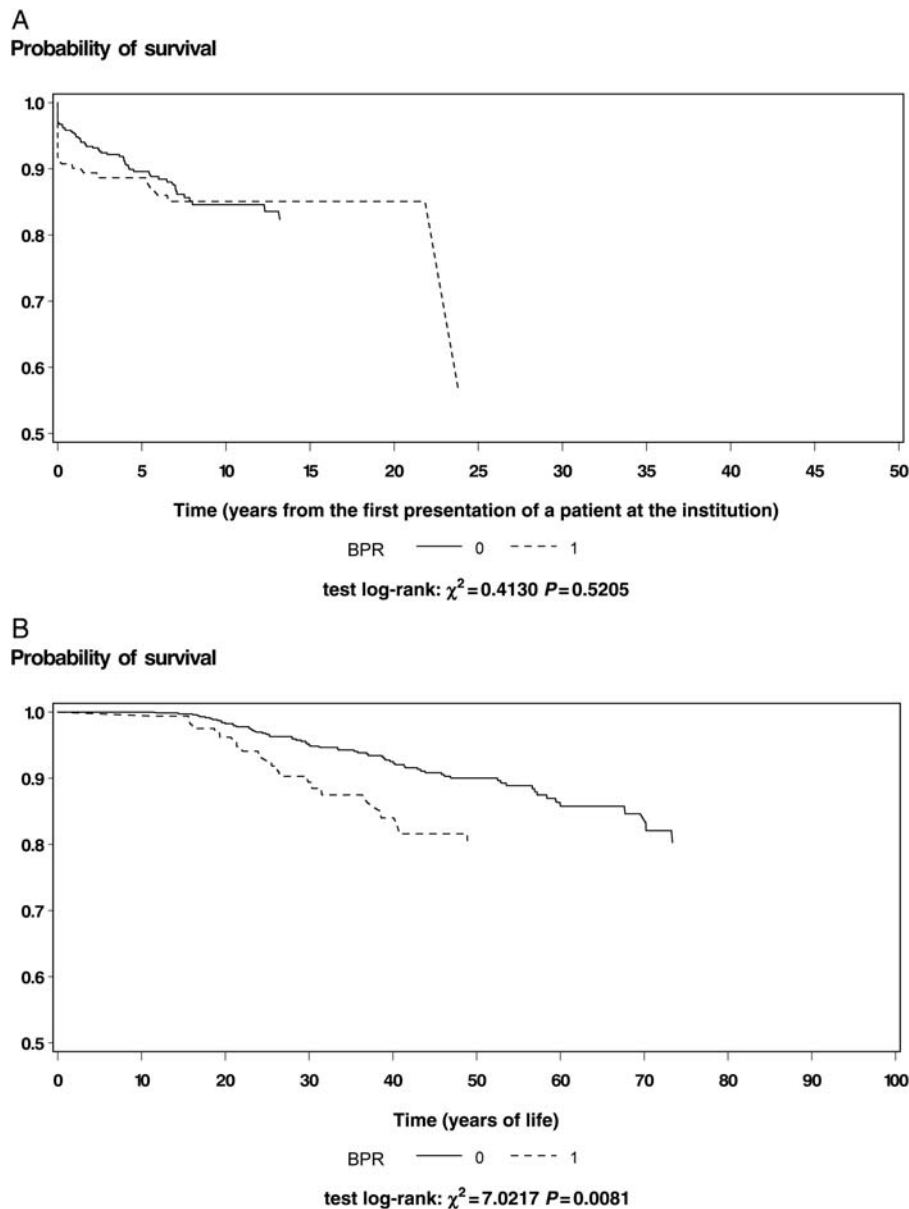 A
Probability of survival
1.0
0.9
0.8
0.7
0.6
0.5
0 5 10 15 20 25 30 35 40 45 50
Time (years from the first presentation of a patient at the institution)
BPR 0 1
test log-rank: χ²=0.4130 P=0.5205
B
Probability of survival
1.0
0.9
0.8
0.7
0.6
0.5
0 10 20 30 40 50 60 70 80 90 100
Time (years of life)
BPR 0 1
test log-rank: χ²=7.0217 P=0.0081